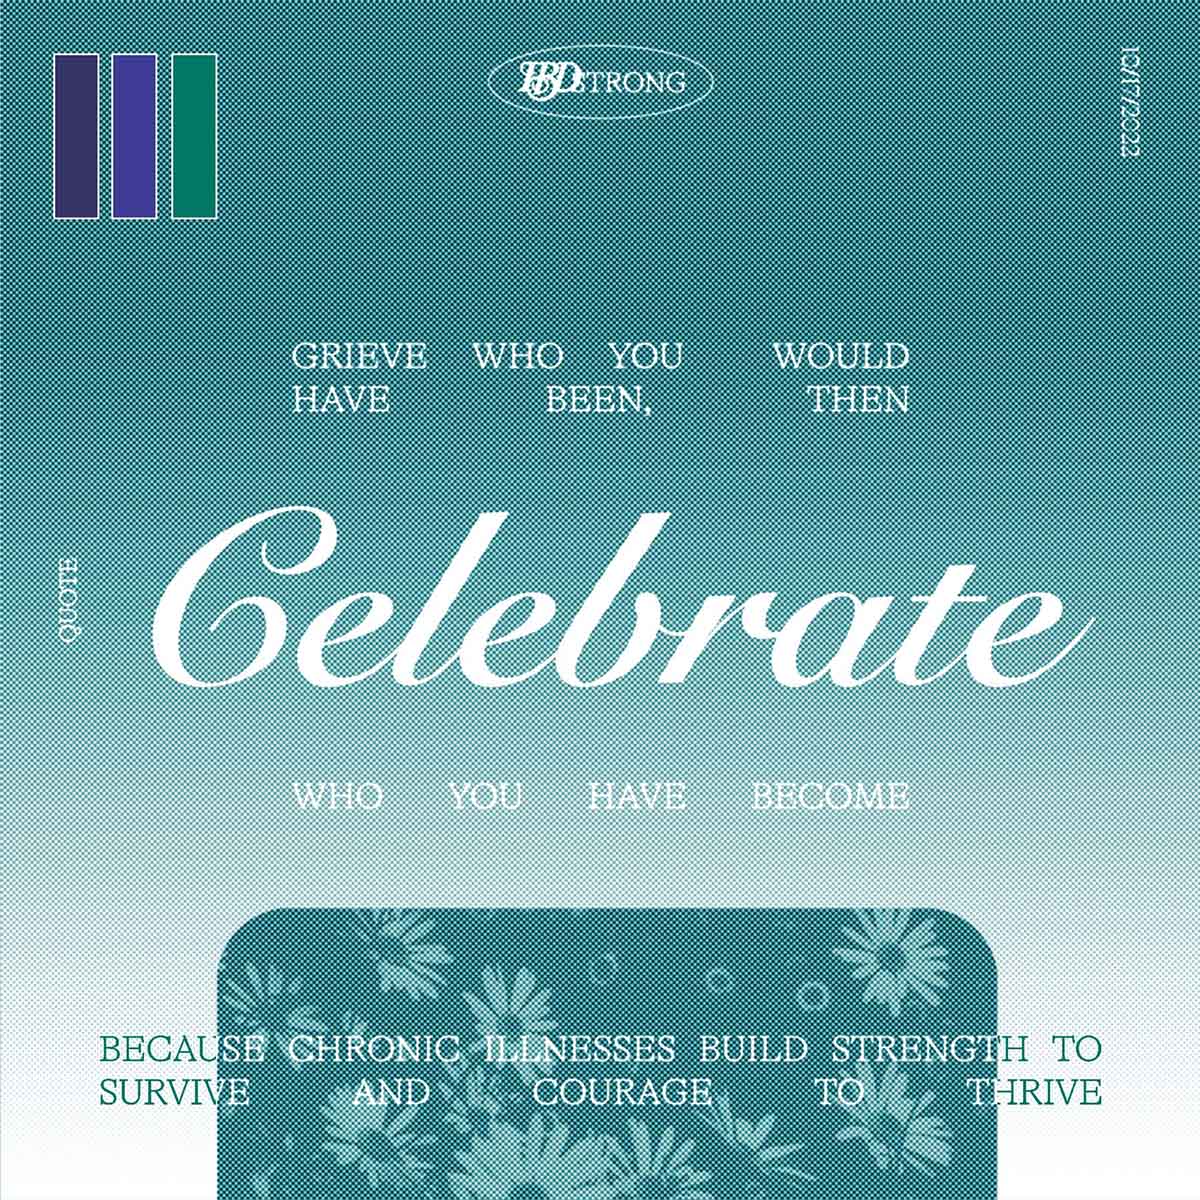 IBDSTRONG
10/17/2022
GRIEVE WHO YOU WOULD
HAVE BEEN, THEN
Celebrate
QUOTE
WHO YOU HAVE BECOME
BECAUSE CHRONIC ILLNESSES BUILD STRENGTH TO
SURVIVE AND COURAGE TO THRIVE